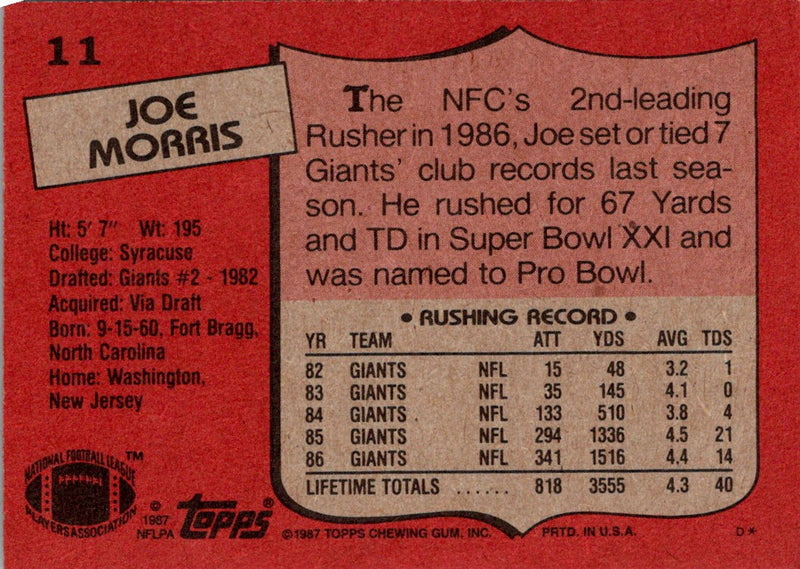 11
JOE
MORRIS
The NFC's 2nd-leading
Rusher in 1986, Joe set or tied 7
Giants' club records last sea-
son. He rushed for 67 Yards
and TD in Super Bowl XXI and
was named to Pro Bowl.
Ht: 5' 7" Wt: 195
College: Syracuse
Drafted: Giants #2 - 1982
Acquired: Via Draft
Born: 9-15-60, Fort Bragg,
North Carolina
Home: Washington,
New Jersey
• RUSHING RECORD •
YR TEAM ATT YDS AVG TDS
82 GIANTS NFL 15 48 3.2 1
83 GIANTS NFL 35 145 4.1 0
84 GIANTS NFL 133 510 3.8 4
85 GIANTS NFL 294 1336 4.5 21
86 GIANTS NFL 341 1516 4.4 14
LIFETIME TOTALS ...... 818 3555 4.3 40
NATIONAL FOOTBALL LEAGUE ™
PLAYERS ASSOCIATION
©
1987
NFLPA
topps®
©1987 TOPPS CHEWING GUM, INC. PRTD. IN U.S.A. D*